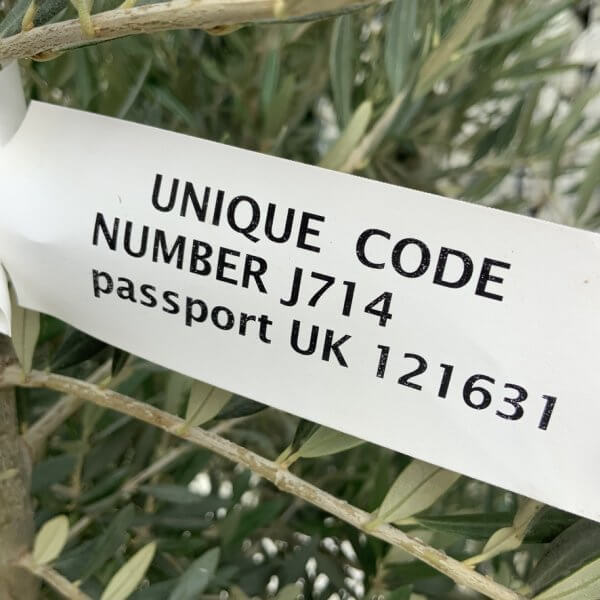 UNIQUE CODE
NUMBER J714
passport UK 121631